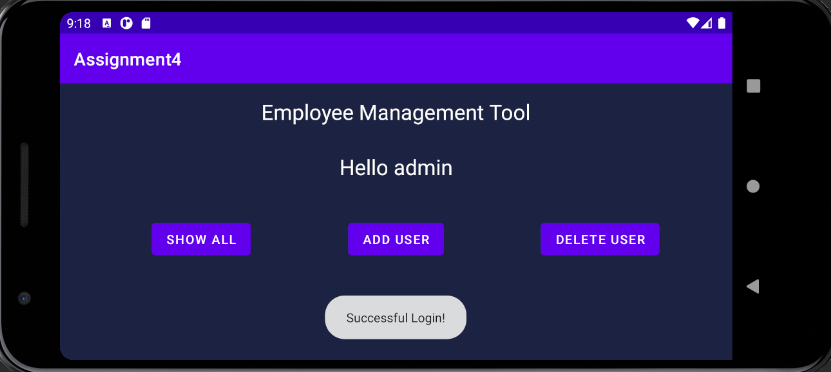 9:18
Assignment4
Employee Management Tool
Hello admin
SHOW ALL ADD USER DELETE USER
Successful Login!